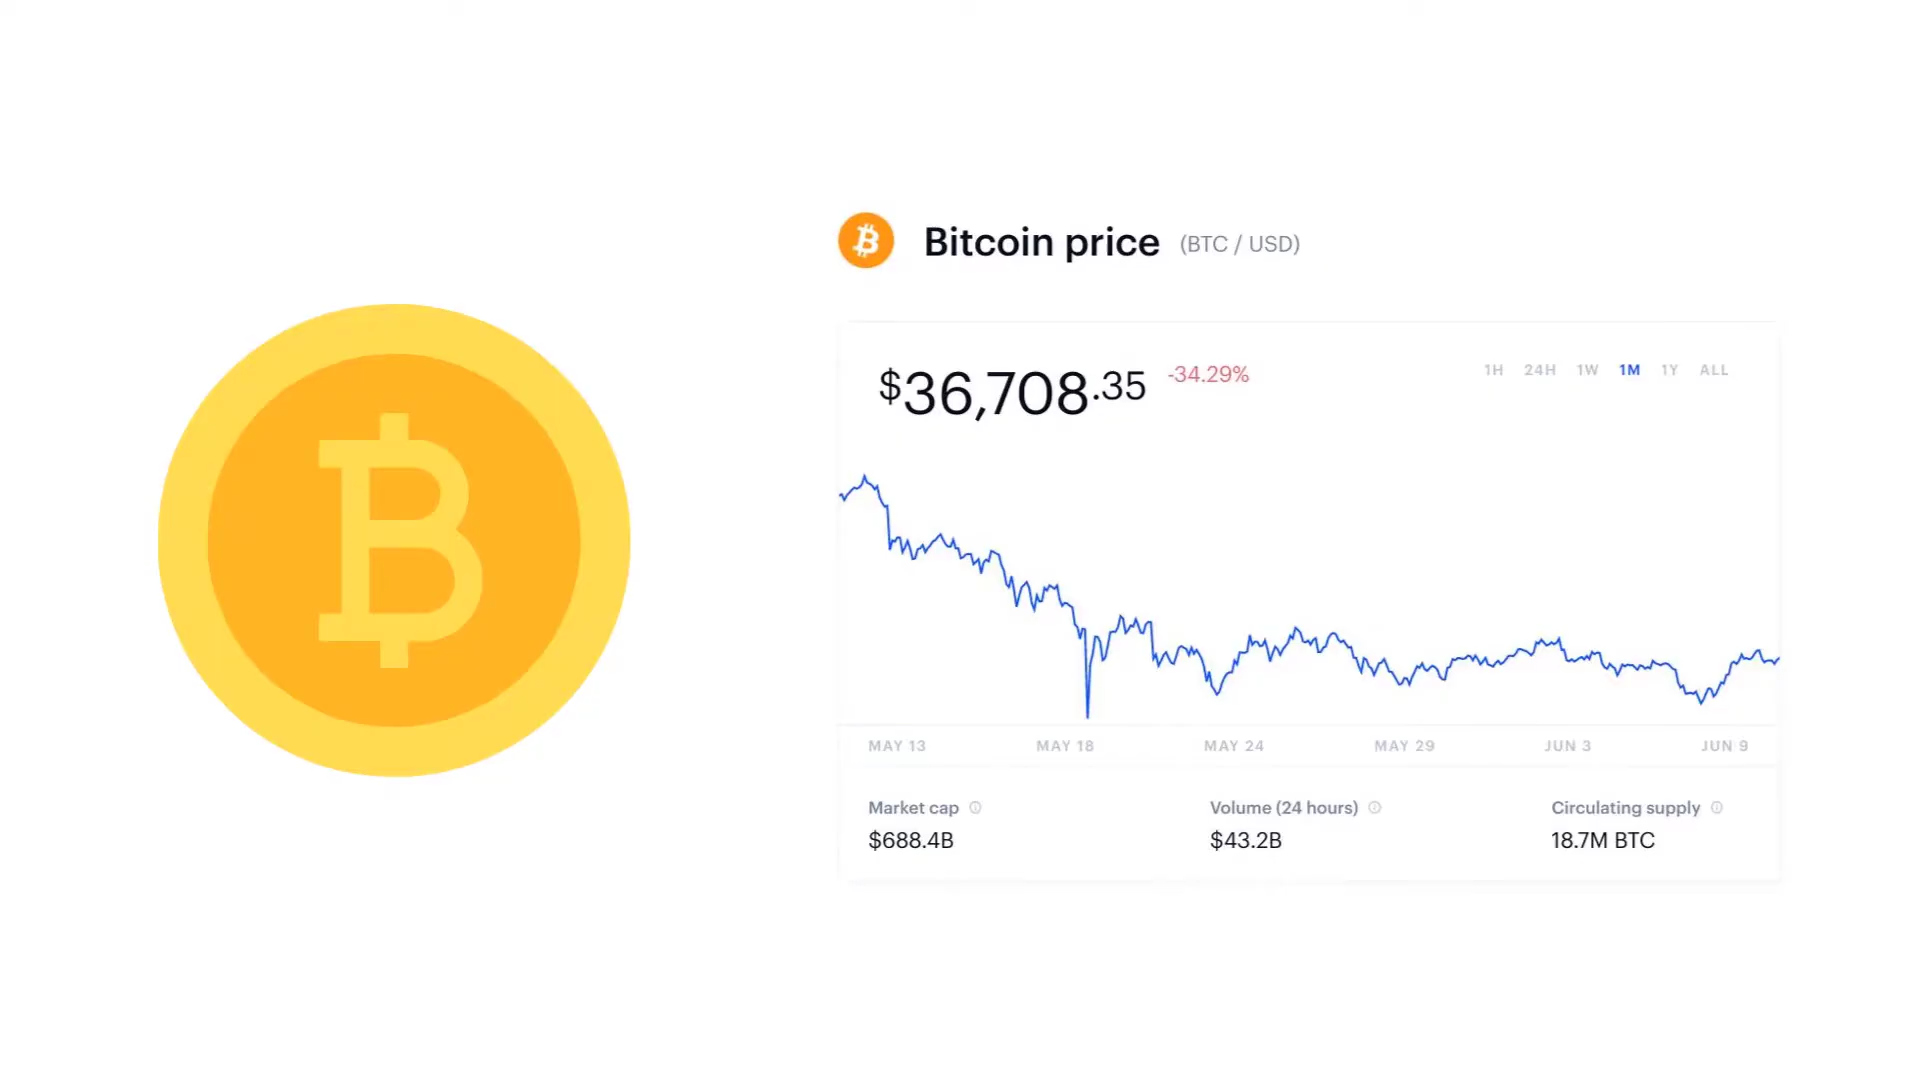 Bitcoin price (BTC / USD)
$36,708.35 -34.29%
1H 24H 1W 1M 1Y ALL
MAY 13 MAY 18 MAY 24 MAY 29 JUN 3 JUN 9
Market cap Volume (24 hours) Circulating supply
$688.4B $43.2B 18.7M BTC